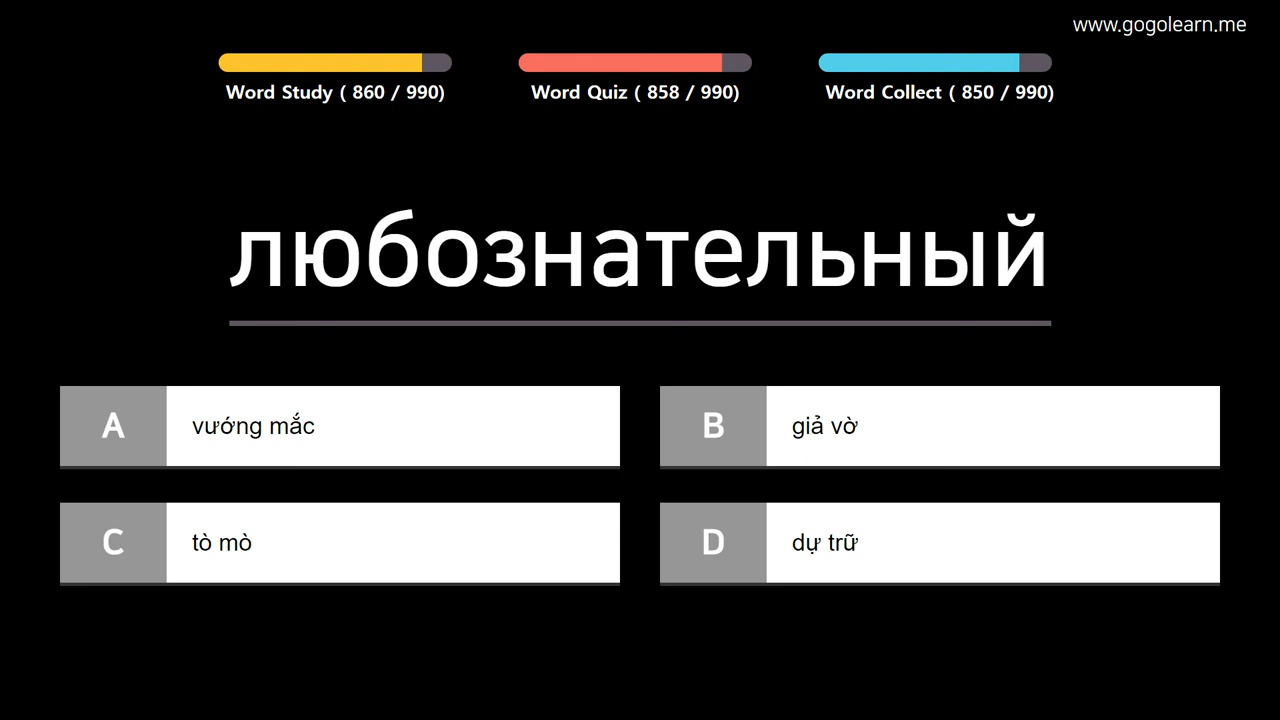 www.gogolearn.me
Word Study ( 860 / 990)
Word Quiz ( 858 / 990)
Word Collect ( 850 / 990)
любознательный
A vướng mắc
B giả vờ
C tò mò
D dự trữ